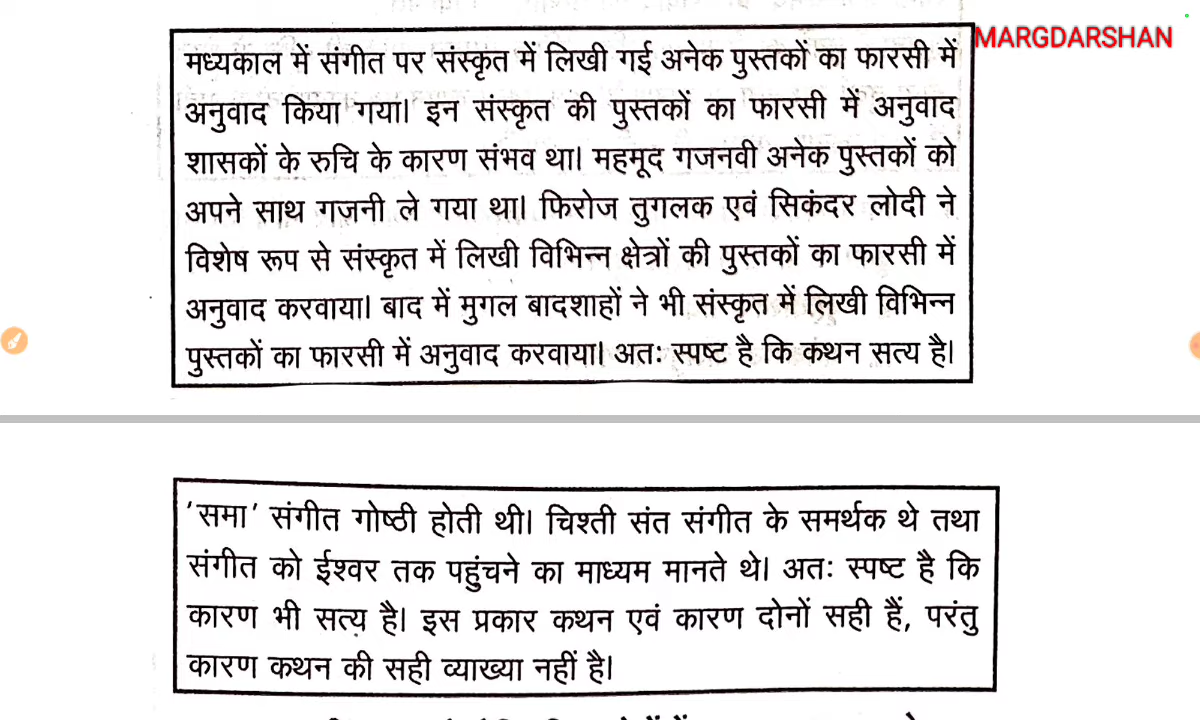 MARGDARSHAN
मध्यकाल में संगीत पर संस्कृत में लिखी गई अनेक पुस्तकों का फारसी में
अनुवाद किया गया। इन संस्कृत की पुस्तकों का फारसी में अनुवाद
शासकों के रुचि के कारण संभव था। महमूद गजनवी अनेक पुस्तकों को
अपने साथ गजनी ले गया था। फिरोज तुगलक एवं सिकंदर लोदी ने
विशेष रूप से संस्कृत में लिखी विभिन्न क्षेत्रों की पुस्तकों का फारसी में
अनुवाद करवाया। बाद में मुगल बादशाहों ने भी संस्कृत में लिखी विभिन्न
पुस्तकों का फारसी में अनुवाद करवाया। अतः स्पष्ट है कि कथन सत्य है।
'समा' संगीत गोष्ठी होती थी। चिश्ती संत संगीत के समर्थक थे तथा
संगीत को ईश्वर तक पहुंचने का माध्यम मानते थे। अतः स्पष्ट है कि
कारण भी सत्य है। इस प्रकार कथन एवं कारण दोनों सही हैं, परंतु
कारण कथन की सही व्याख्या नहीं है।